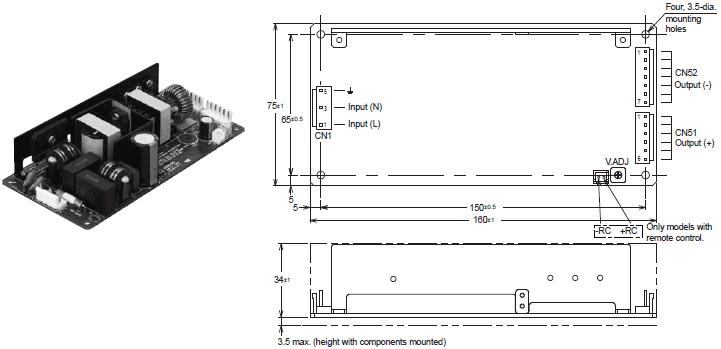 Four, 3.5-dia.
mounting
holes
1
CN52
Output (-)
7
1
CN51
Output (+)
6
75±1
65±0.5
5
3
1
Input (N)
Input (L)
CN1
V.ADJ
5
5
150±0.5
160±1
-RC +RC
Only models with
remote control.
34±1
3.5 max. (height with components mounted)